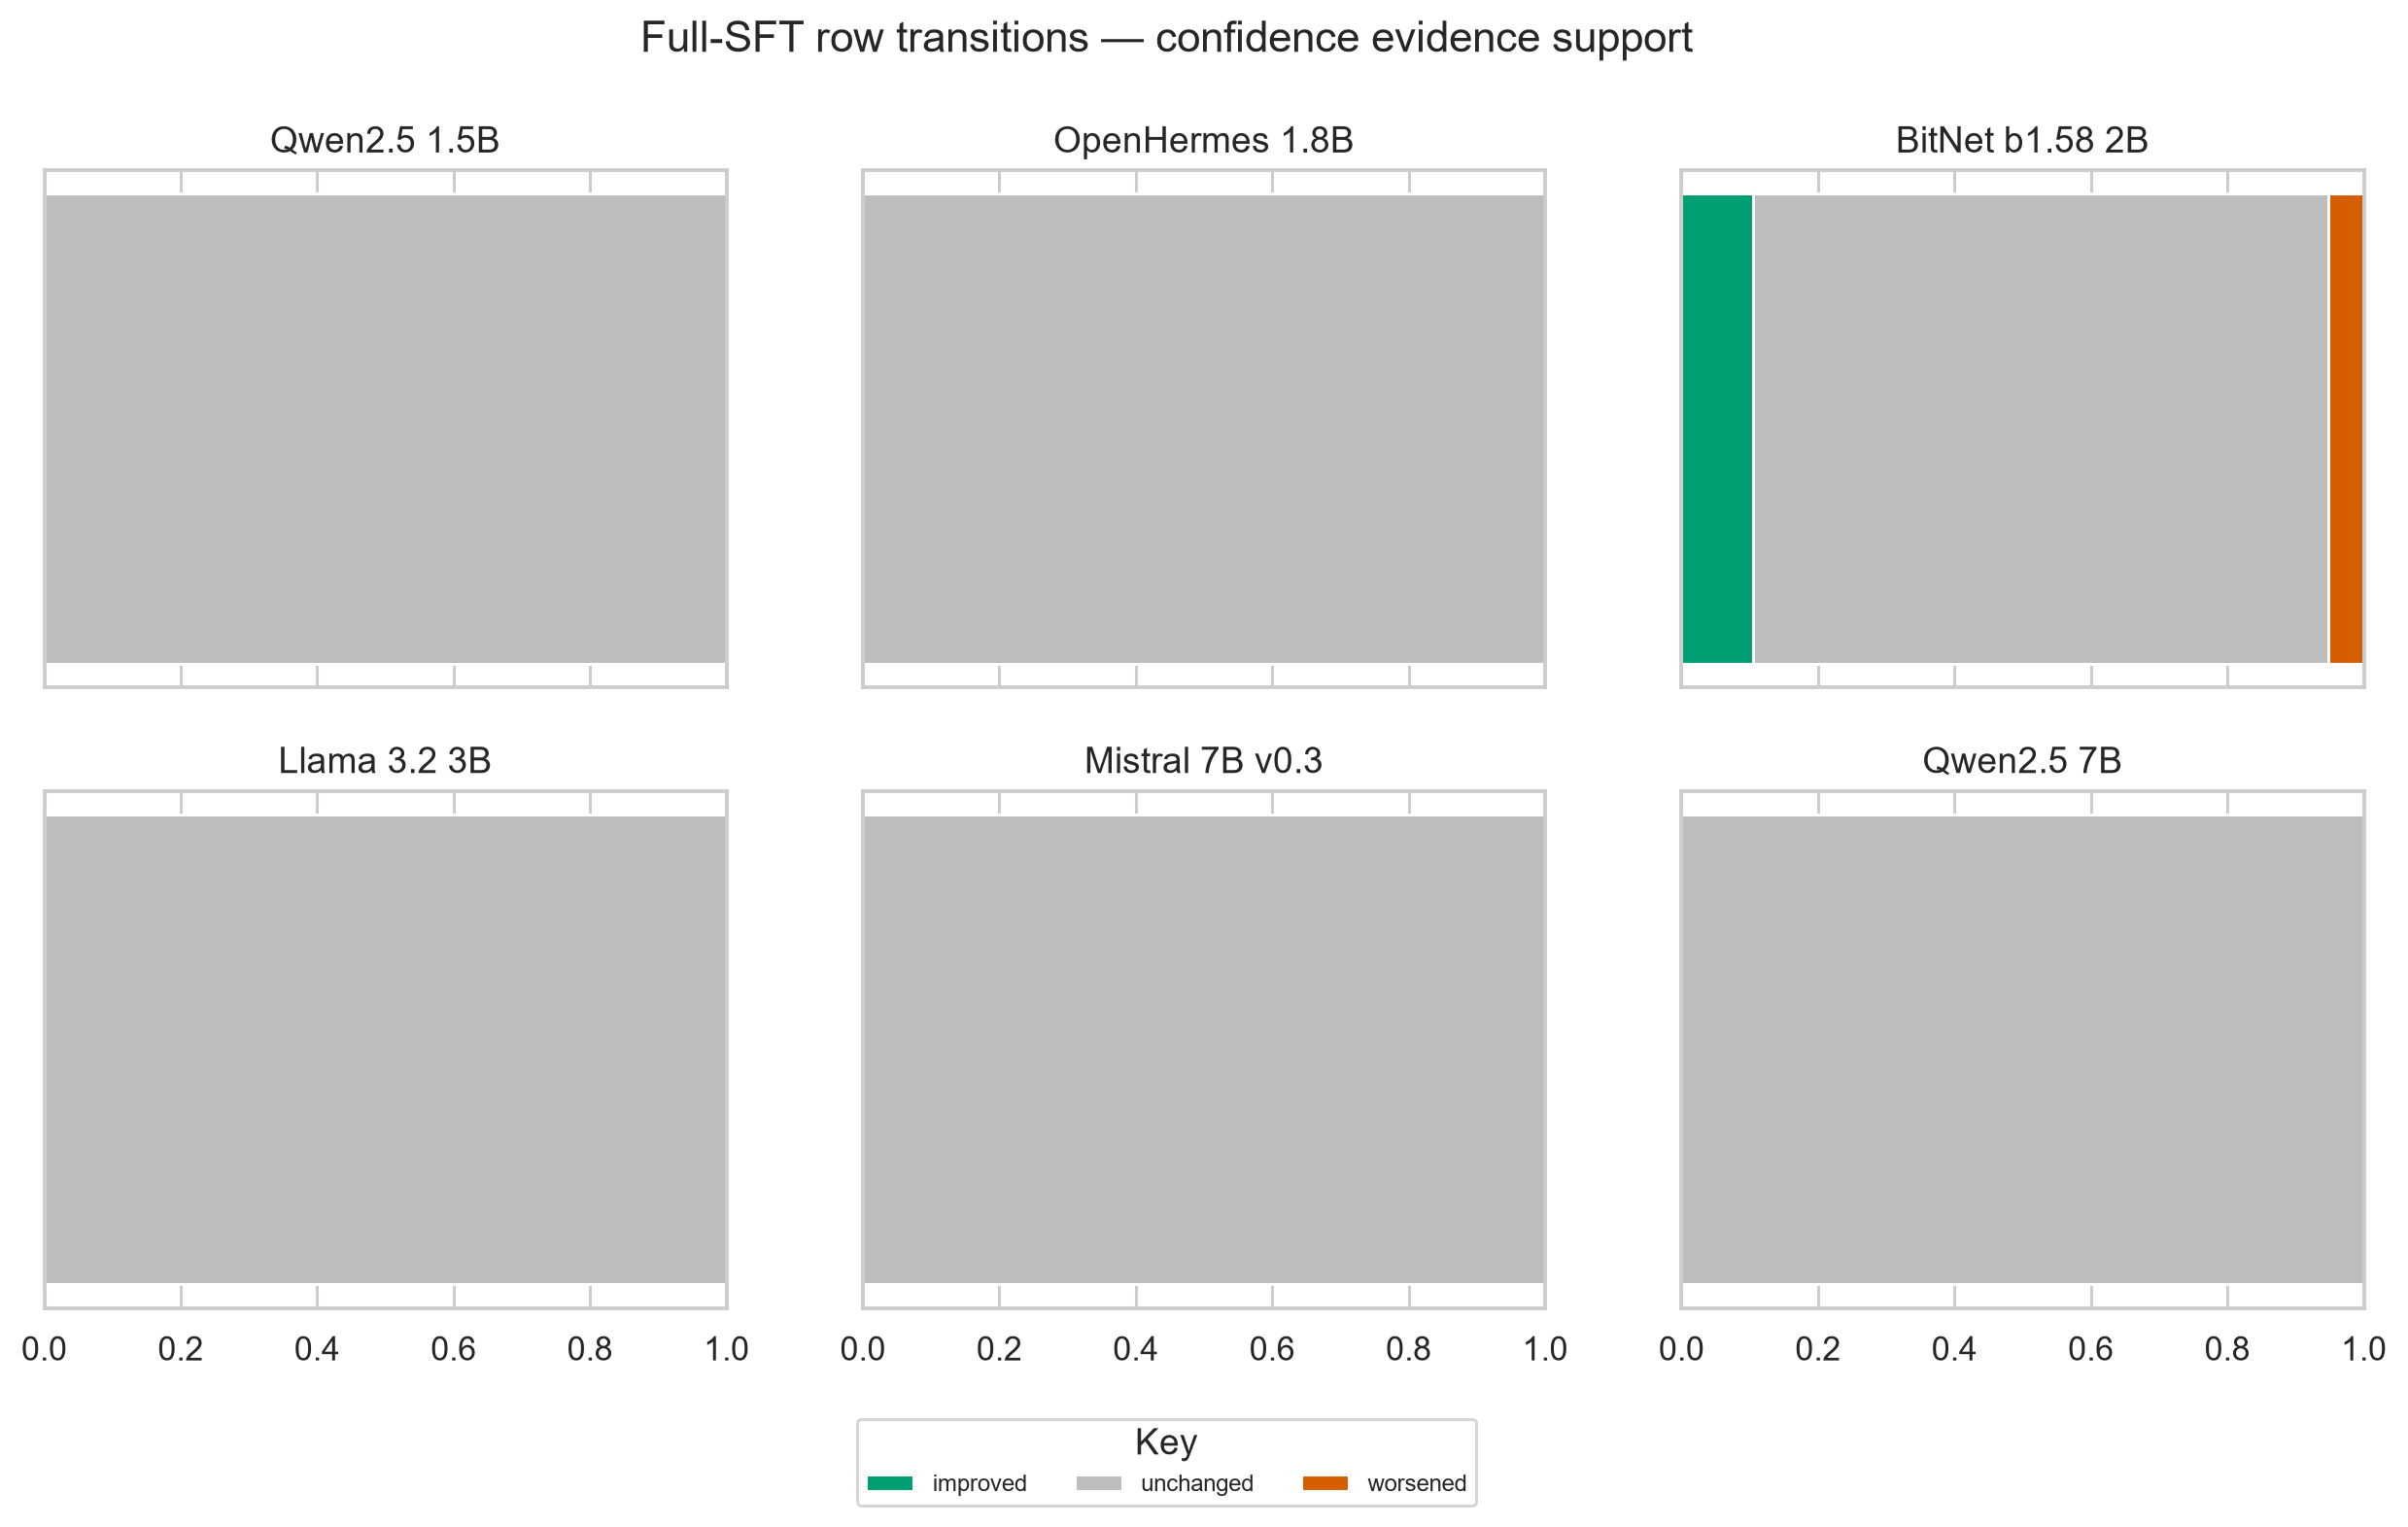 Full-SFT row transitions — confidence evidence support
Qwen2.5 1.5B
OpenHermes 1.8B
BitNet b1.58 2B
Llama 3.2 3B
Mistral 7B v0.3
Qwen2.5 7B
0.0 0.2 0.4 0.6 0.8 1.0
0.0 0.2 0.4 0.6 0.8 1.0
0.0 0.2 0.4 0.6 0.8 1.0
Key
improved unchanged worsened